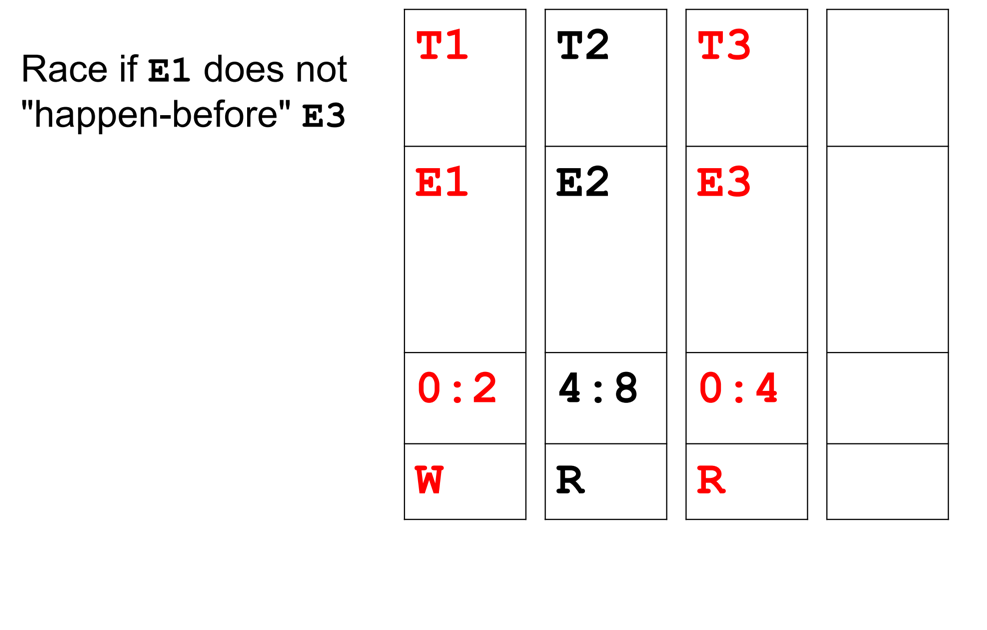 Race if E1 does not
"happen-before" E3
T1 T2 T3
E1 E2 E3
0:2 4:8 0:4
W R R